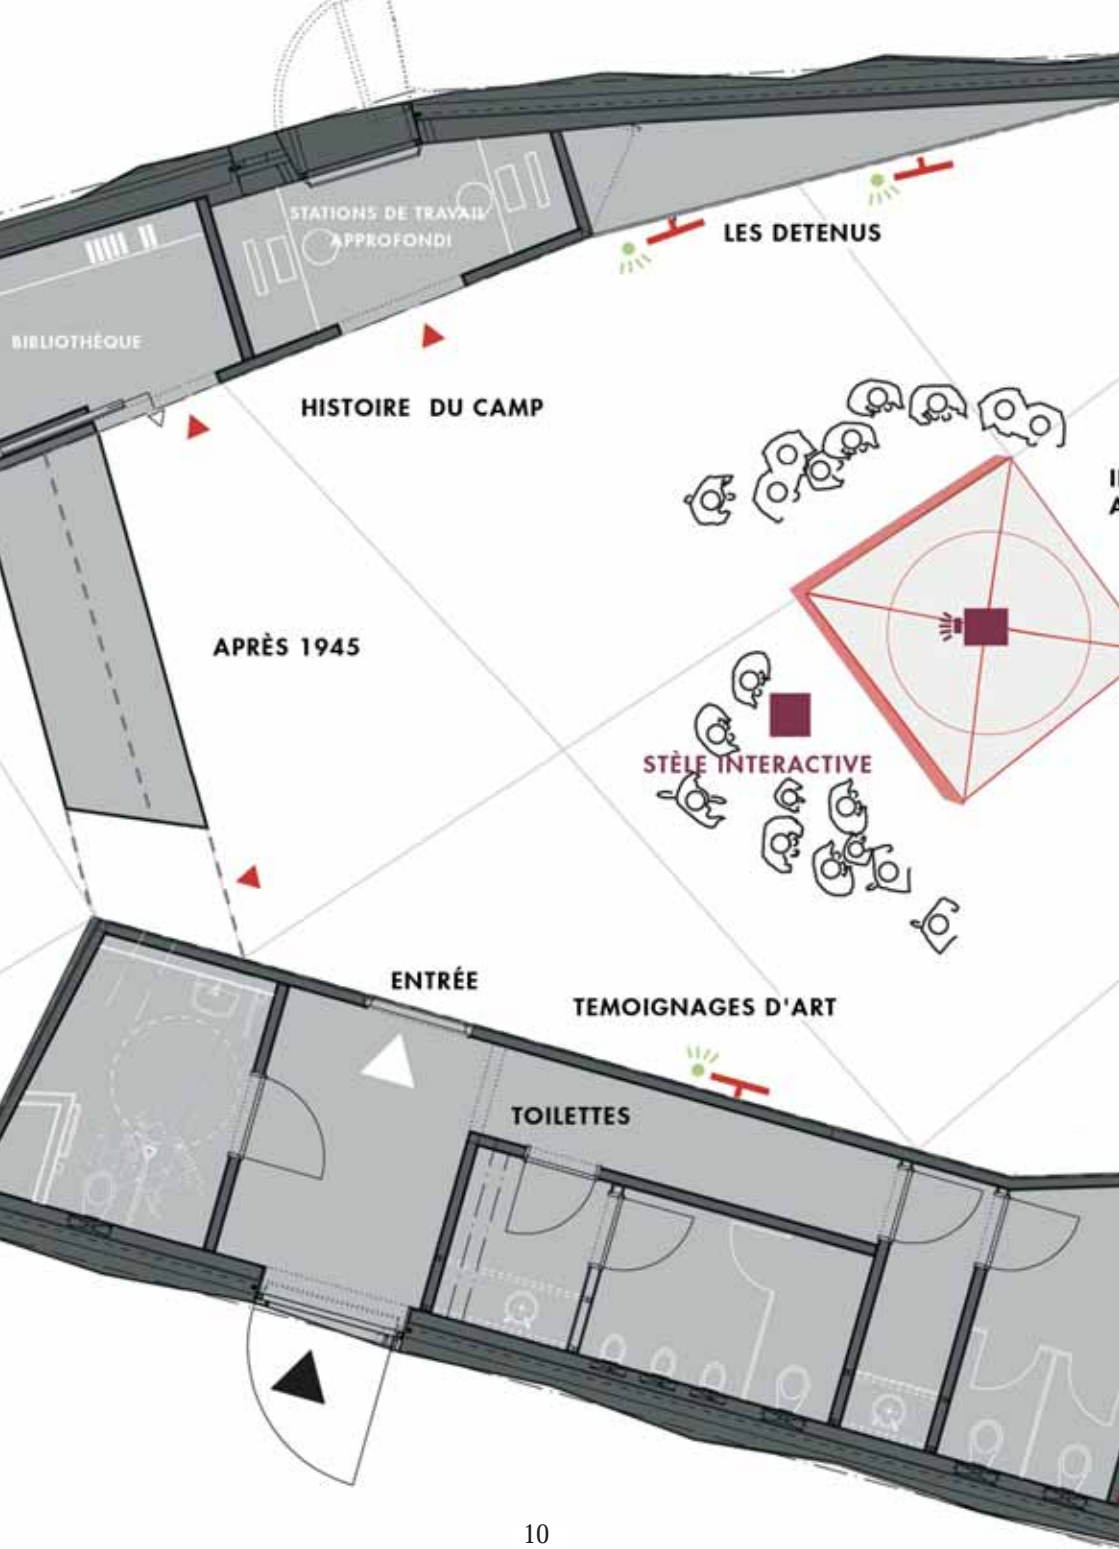 STATIONS DE TRAVAIL
APPROFONDI
LES DETENUS
BIBLIOTHÈQUE
HISTOIRE DU CAMP
APRÈS 1945
STÈLE INTERACTIVE
ENTRÉE
TEMOIGNAGES D'ART
TOILETTES
10